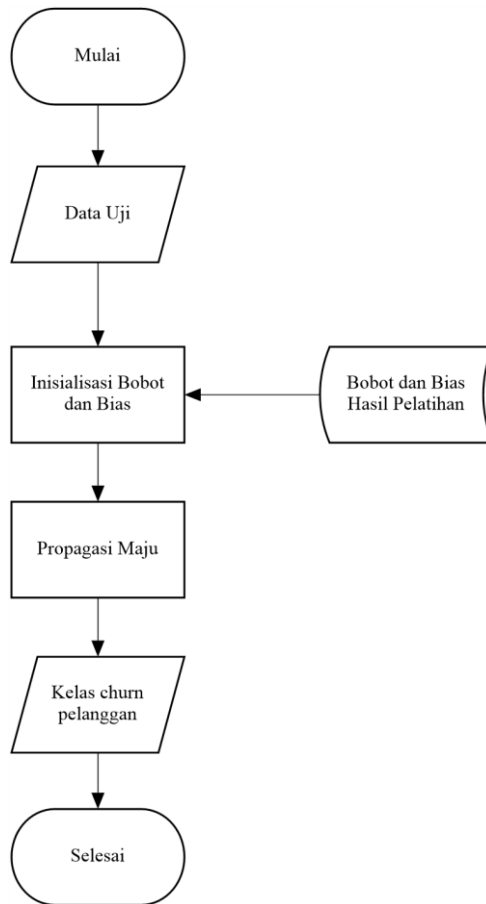 Mulai
Data Uji
Inisialisasi Bobot
dan Bias
Bobot dan Bias
Hasil Pelatihan
Propagasi Maju
Kelas churn
pelanggan
Selesai